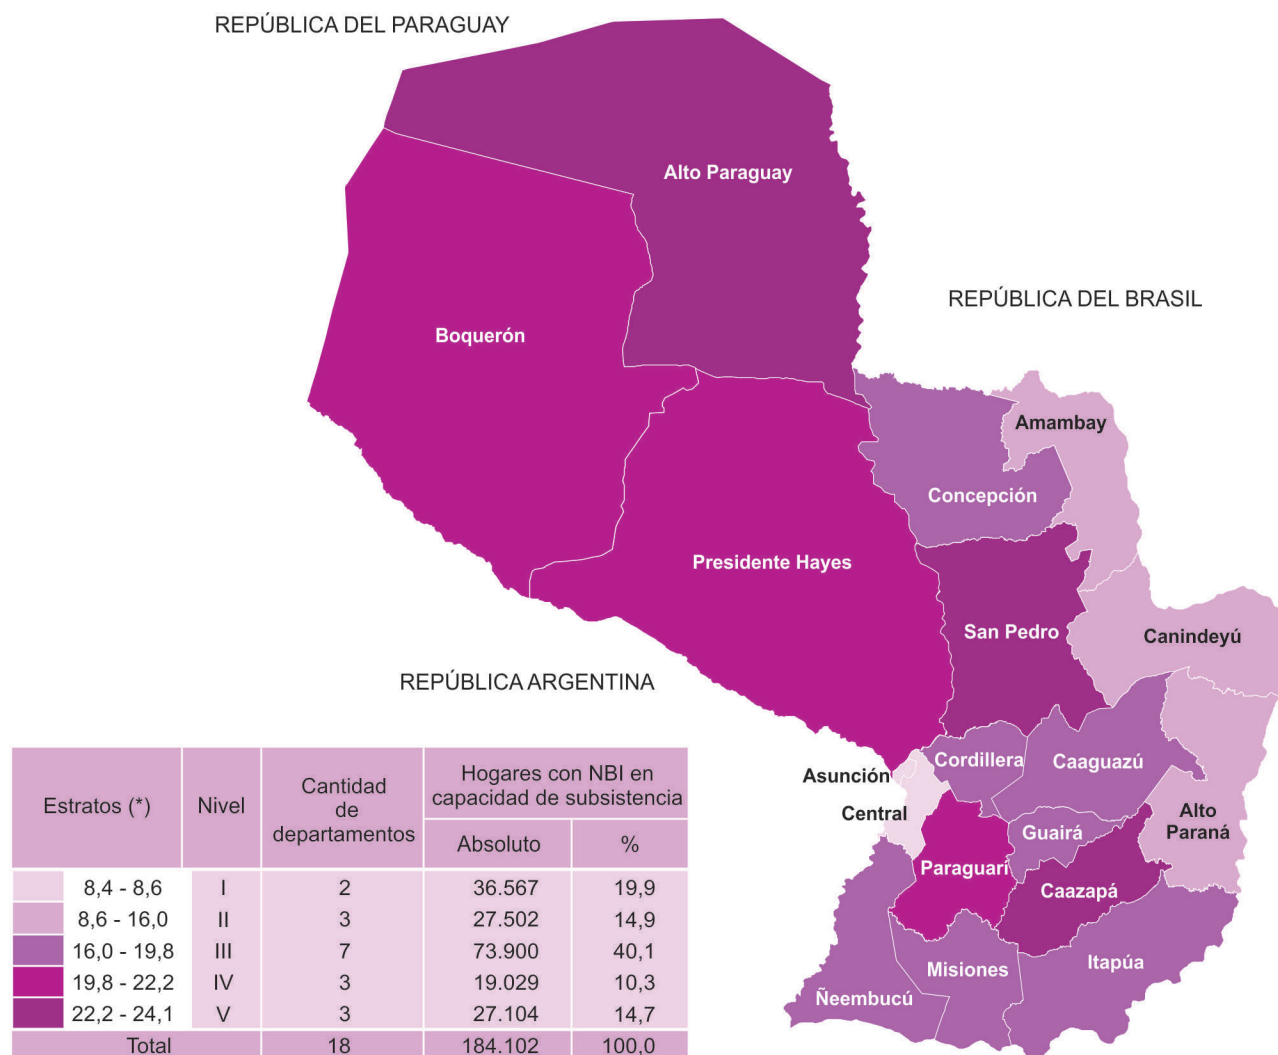 REPÚBLICA DEL PARAGUAY
Alto Paraguay
REPÚBLICA DEL BRASIL
Boquerón
Amambay
Concepción
Presidente Hayes
San Pedro
Canindeyú
REPÚBLICA ARGENTINA
Cordillera
Caaguazú
Asunción
Central
Alto
Paraná
Guairá
Paraguarí
Caazapá
Itapúa
Misiones
Ñeembucú
Estratos (*) Nivel Cantidad de departamentos Hogares con NBI en capacidad de subsistencia
Absoluto %
8,4 - 8,6 I 2 36.567 19,9
8,6 - 16,0 II 3 27.502 14,9
16,0 - 19,8 III 7 73.900 40,1
19,8 - 22,2 IV 3 19.029 10,3
22,2 - 24,1 V 3 27.104 14,7
Total 18 184.102 100,0